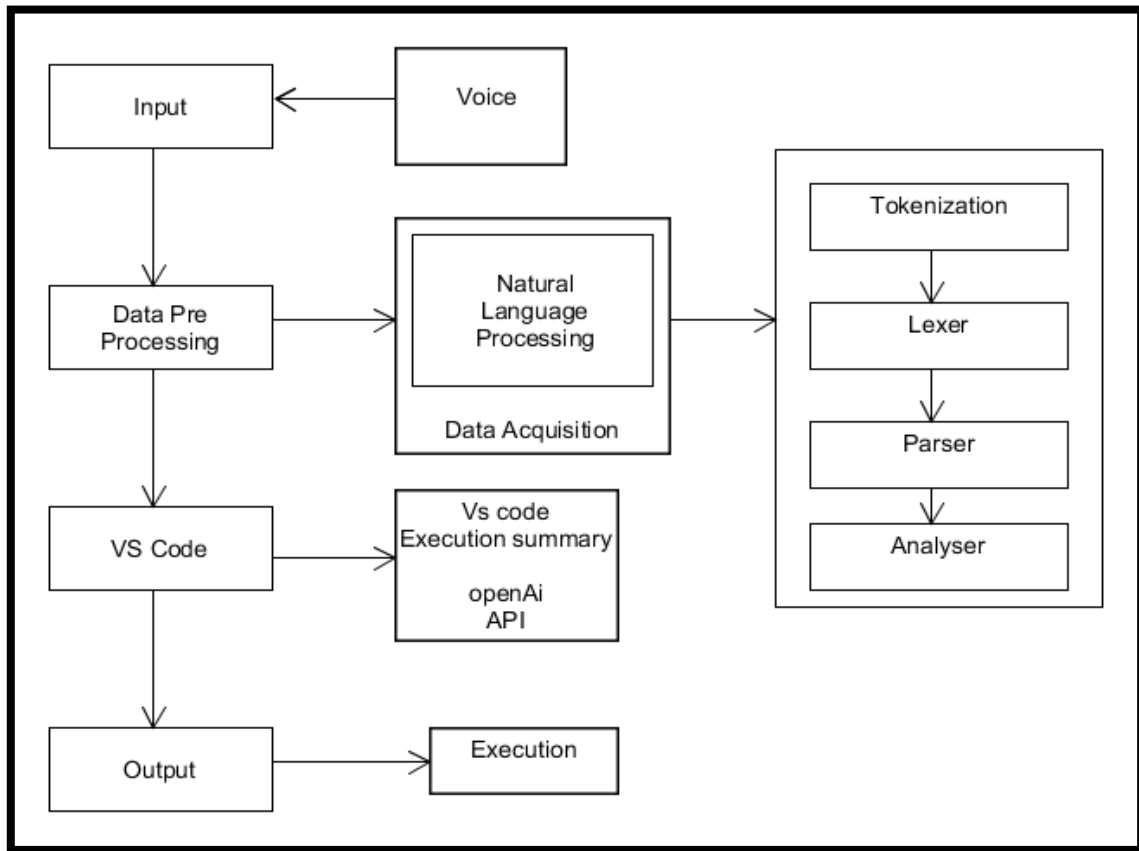 Input
Voice
Tokenization
Natural
Language
Processing
Data Pre
Processing
Lexer
Data Acquisition
Parser
VS Code
Vs code
Execution summary
openAi
API
Analyser
Output
Execution